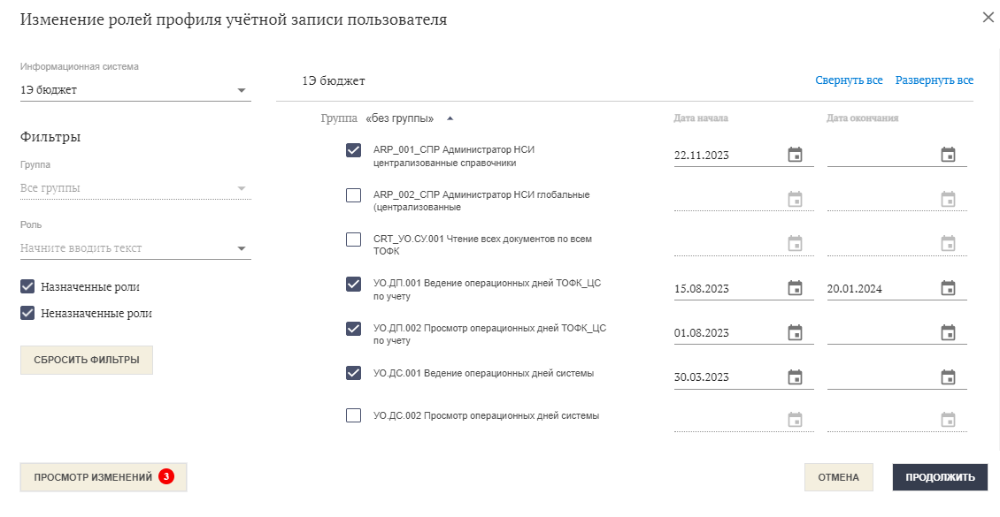 Изменение ролей профиля учётной записи пользователя
Информационная система
1Э бюджет
Фильтры
Группа
Все группы
Роль
Начните вводить текст
Назначенные роли
Неназначенные роли
СБРОСИТЬ ФИЛЬТРЫ
1Э бюджет
Свернуть все Развернуть все
Группа «без группы» Дата начала Дата окончания
ARP_001_СПР Администратор НСИ
централизованные справочники
22.11.2023
ARP_002_СПР Администратор НСИ глобальные
(централизованные
CRT_УО.СУ.001 Чтение всех документов по всем
ТОФК
УО.ДП.001 Ведение операционных дней ТОФК_ЦС
по учету
15.08.2023 20.01.2024
УО.ДП.002 Просмотр операционных дней ТОФК_ЦС
по учету
01.08.2023
УО.ДС.001 Ведение операционных дней системы
30.03.2023
УО.ДС.002 Просмотр операционных дней системы
ПРОСМОТР ИЗМЕНЕНИЙ 3
ОТМЕНА ПРОДОЛЖИТЬ